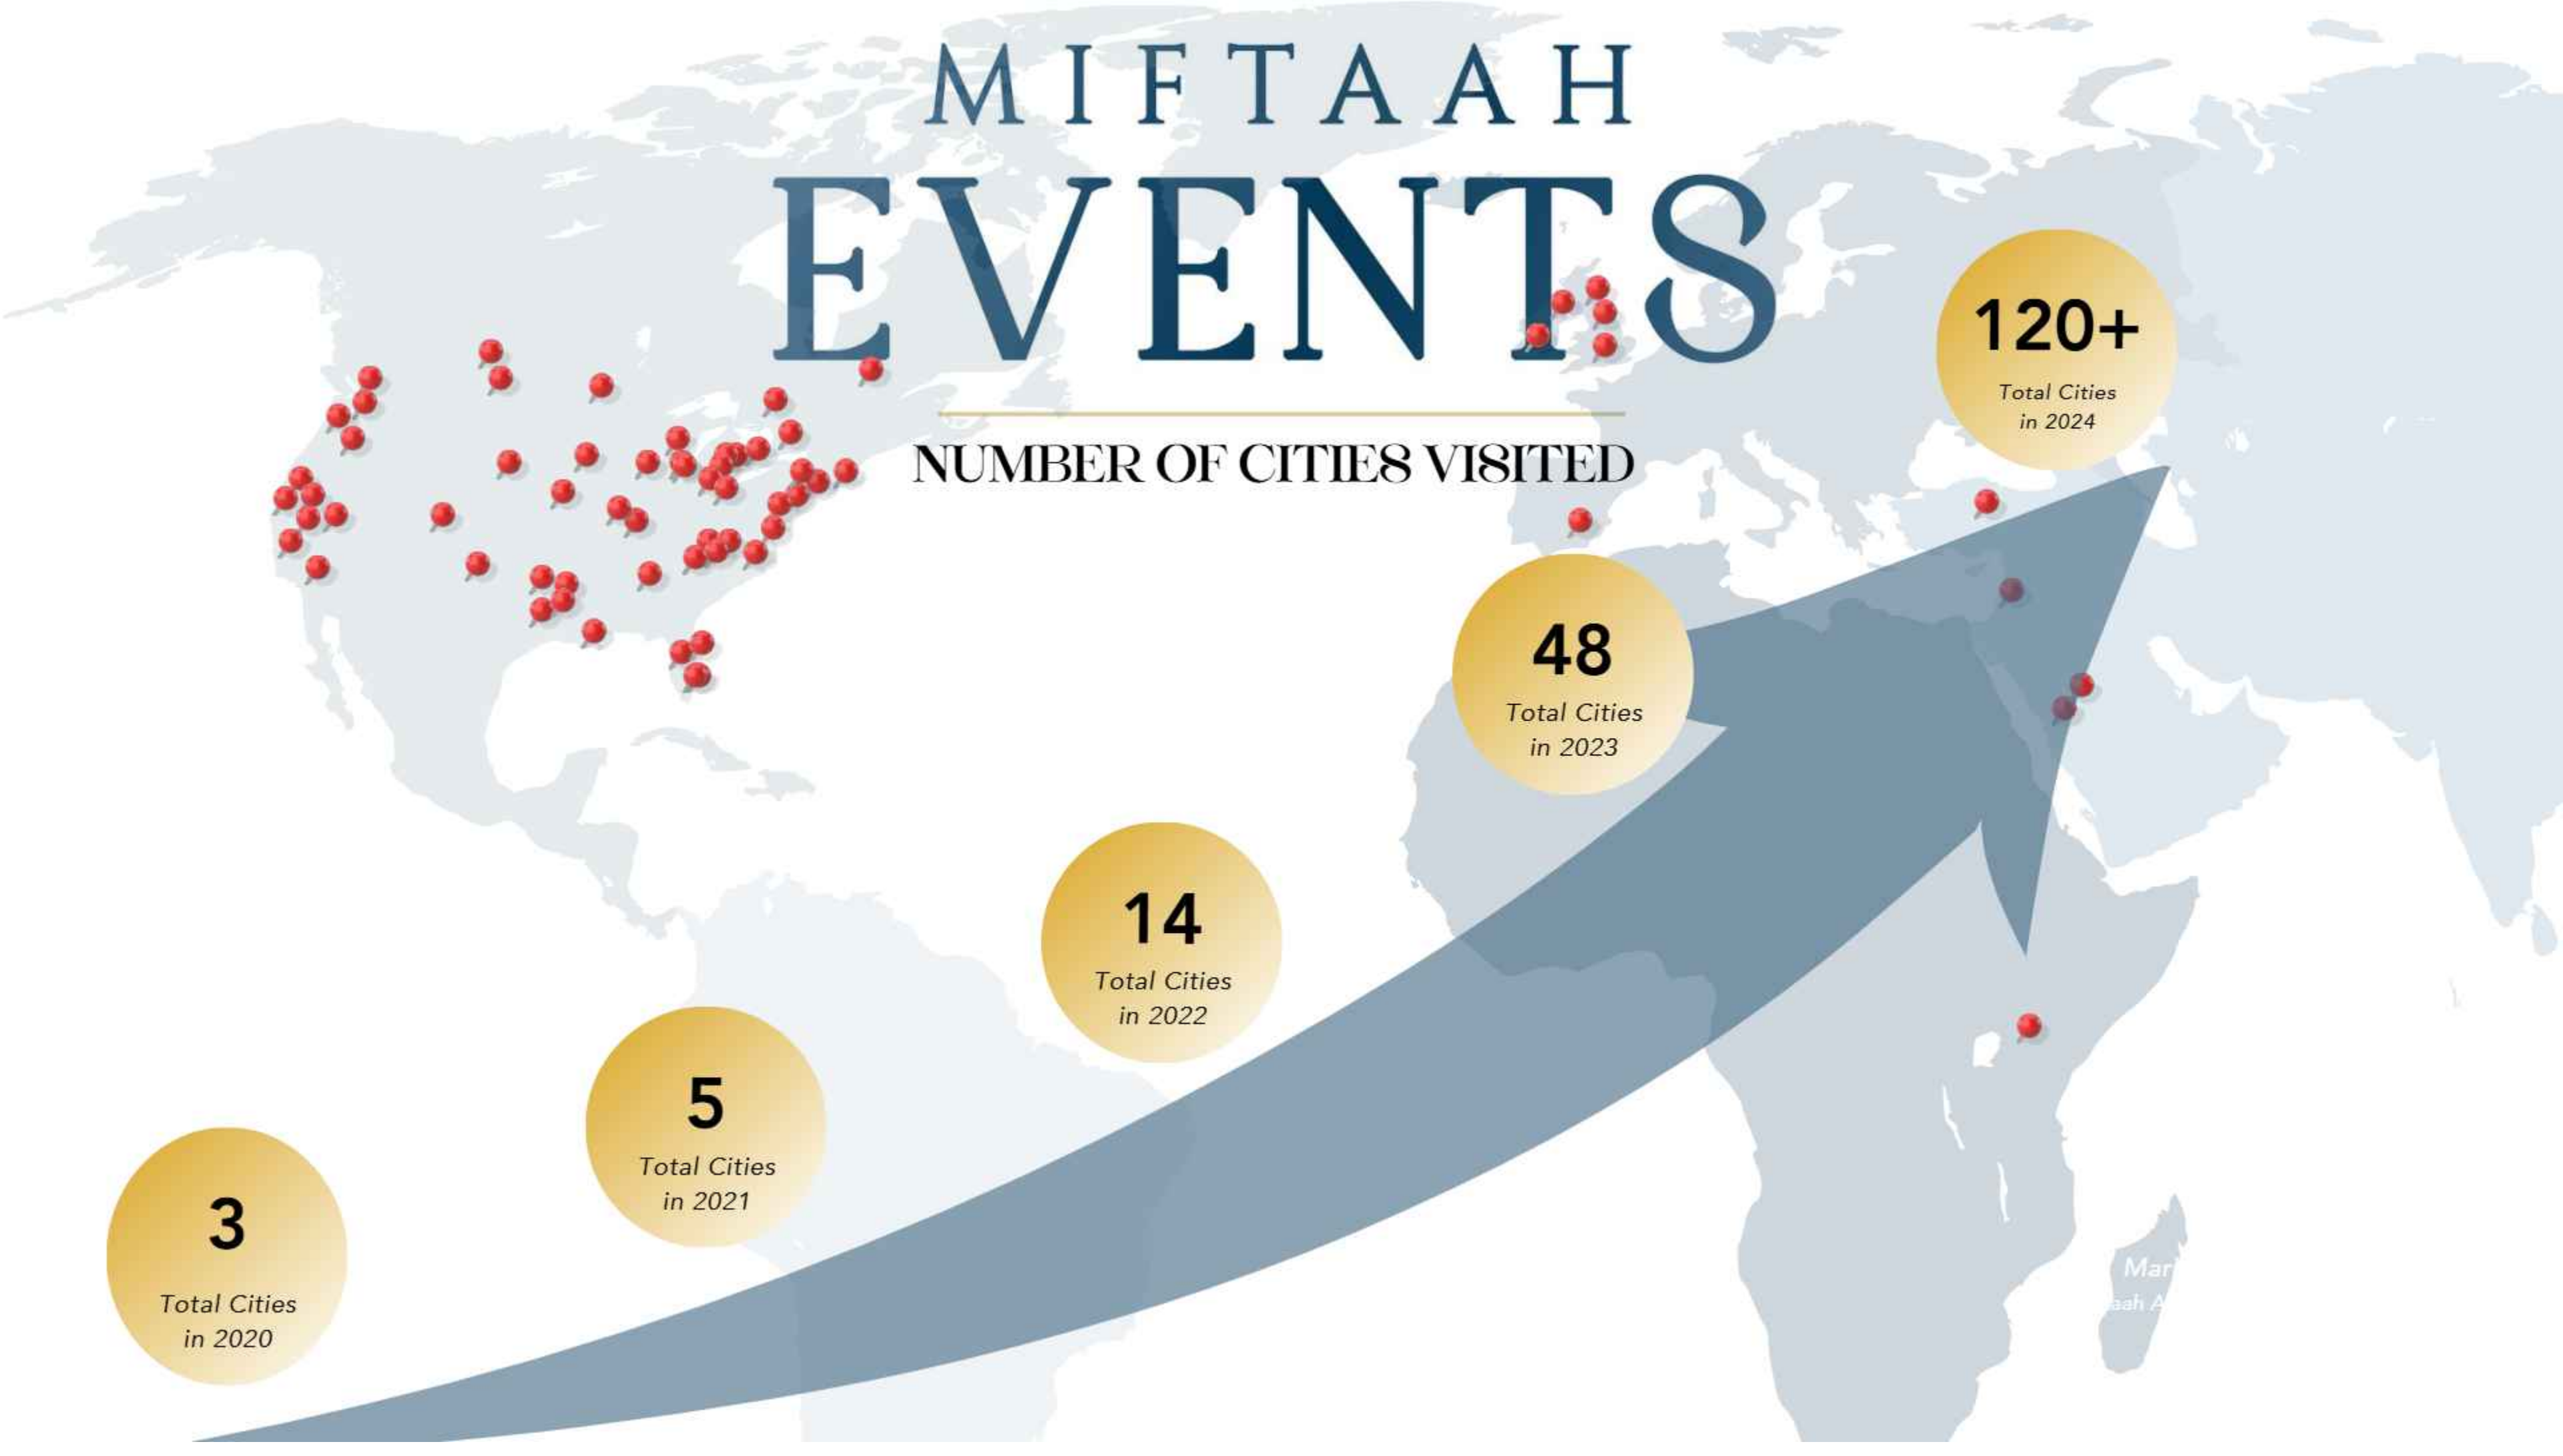 MIFTAAH
EVENTS
NUMBER OF CITIES VISITED
120+
Total Cities
in 2024
48
Total Cities
in 2023
14
Total Cities
in 2022
5
Total Cities
in 2021
3
Total Cities
in 2020